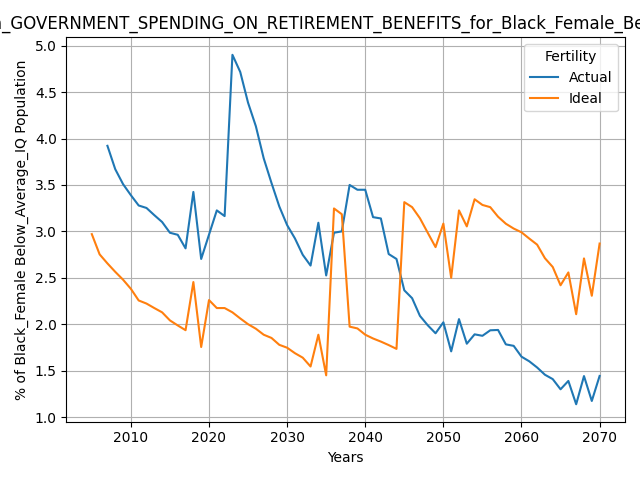 _GOVERNMENT_SPENDING_ON_RETIREMENT_BENEFITS_for_Black_Female_Be
% of Black_Female Below_Average_IQ Population
5.0
4.5
4.0
3.5
3.0
2.5
2.0
1.5
1.0
Fertility
Actual
Ideal
2010 2020 2030 2040 2050 2060 2070
Years